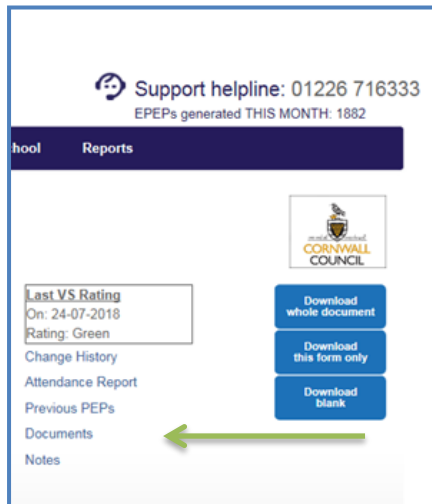 Support helpline: 01226 716333
EPEPs generated THIS MONTH: 1882
hool Reports
CORNWALL
COUNCIL
Last VS Rating
On: 24-07-2018
Rating: Green
Change History
Attendance Report
Previous PEPs
Documents
Notes
Download
whole document
Download
this form only
Download
blank